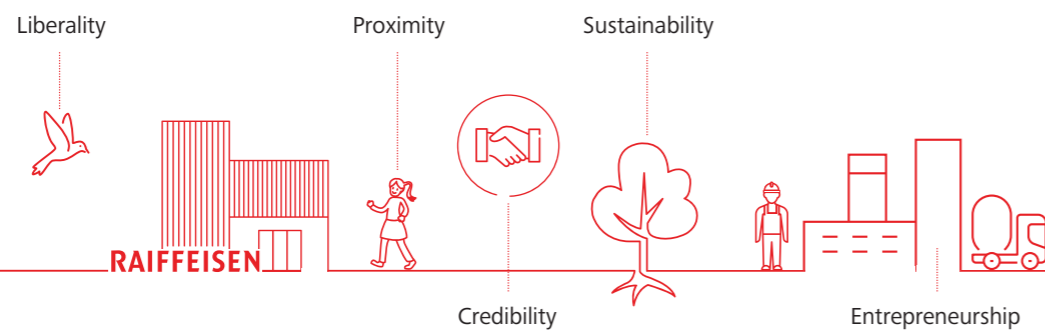 Liberality
Proximity
Sustainability
RAIFFEISEN
Credibility
Entrepreneurship